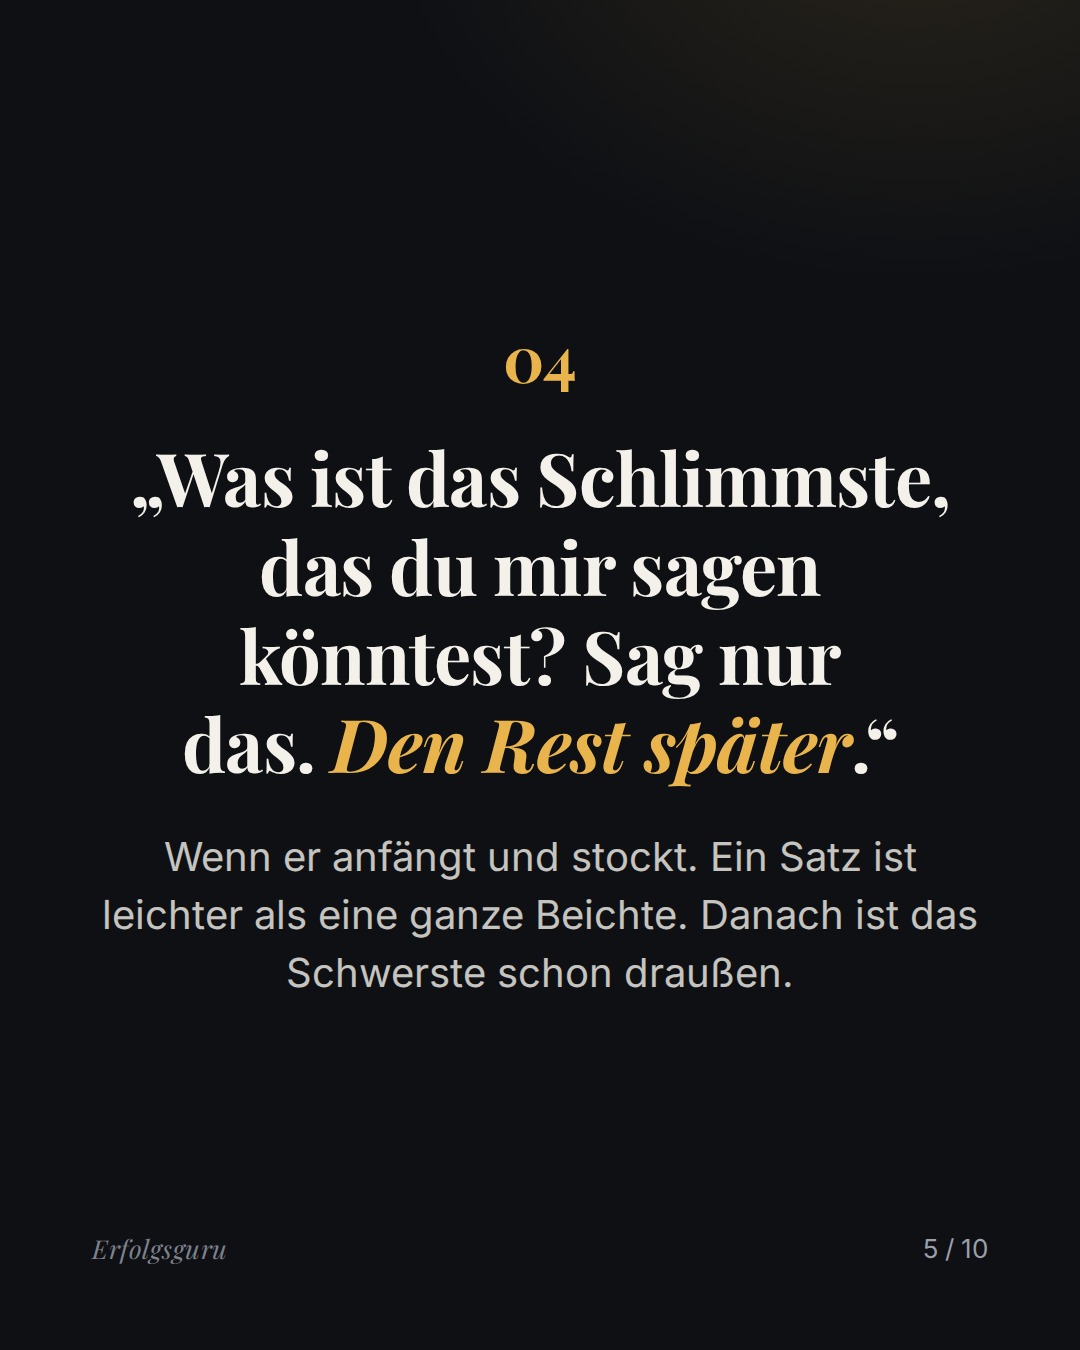 04
„Was ist das Schlimmste,
das du mir sagen
könntest? Sag nur
das. Den Rest später.“
Wenn er anfängt und stockt. Ein Satz ist
leichter als eine ganze Beichte. Danach ist das
Schwerste schon draußen.
Erfolgsguru
5 / 10